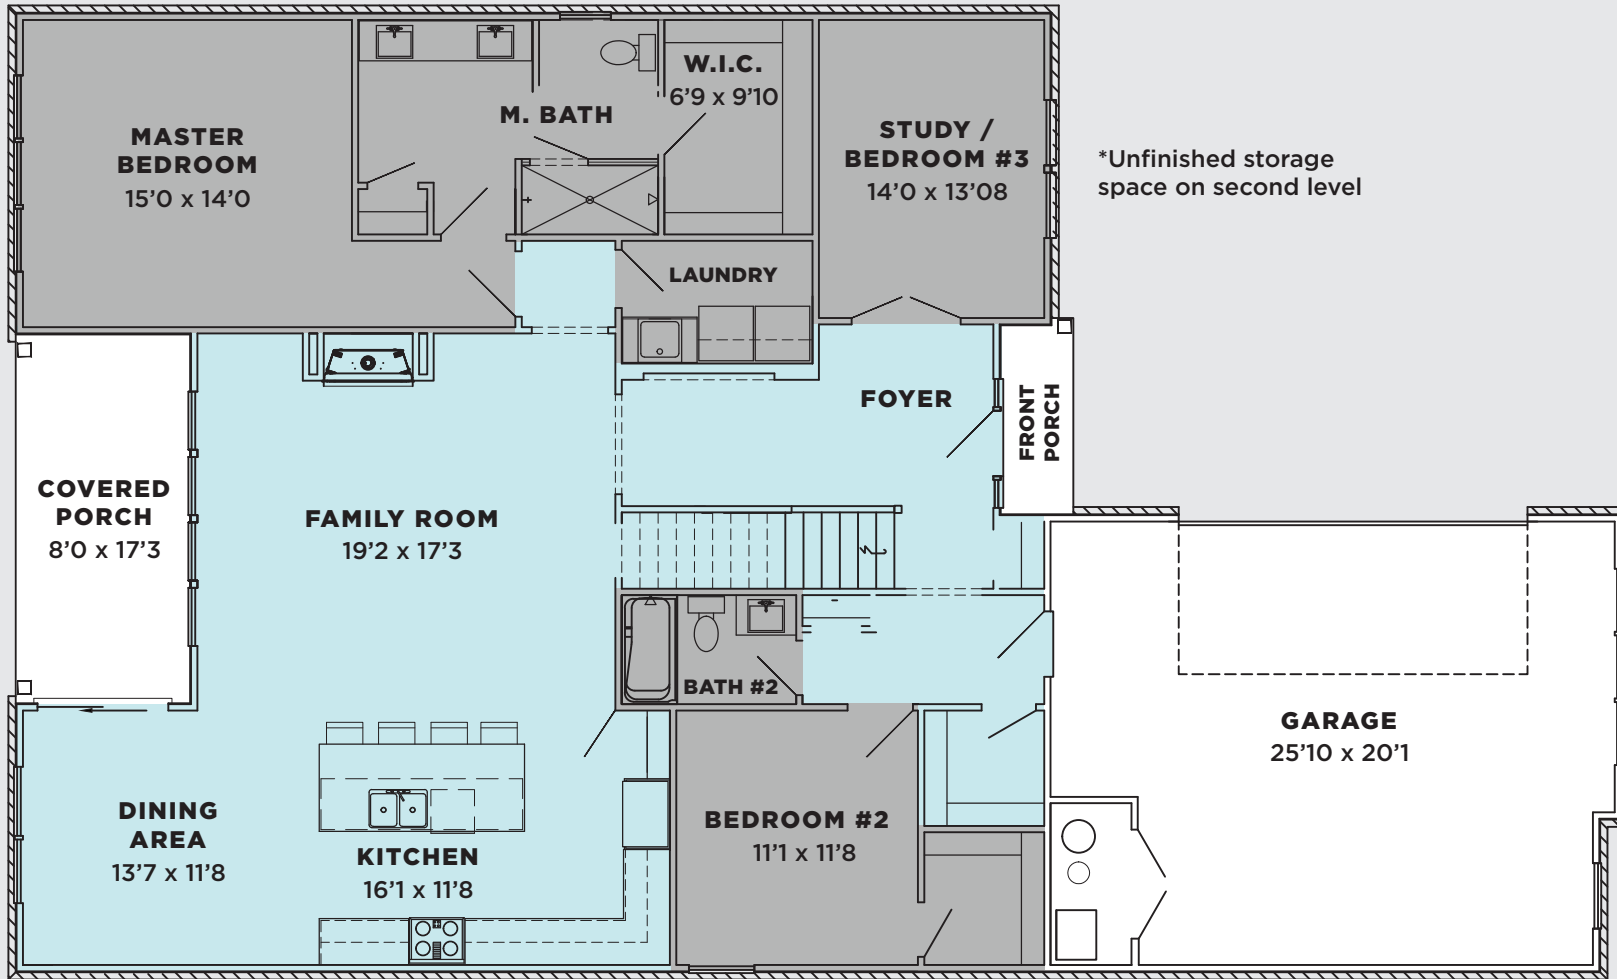 MASTER
BEDROOM
15’0 x 14’0
M. BATH
W.I.C.
6’9 x 9’10
STUDY /
BEDROOM #3
14’0 x 13’08
*Unfinished storage
space on second level
LAUNDRY
FOYER
FRONT
PORCH
COVERED
PORCH
8’0 x 17’3
FAMILY ROOM
19’2 x 17’3
BATH #2
GARAGE
25’10 x 20’1
DINING
AREA
13’7 x 11’8
KITCHEN
16’1 x 11’8
BEDROOM #2
11’1 x 11’8